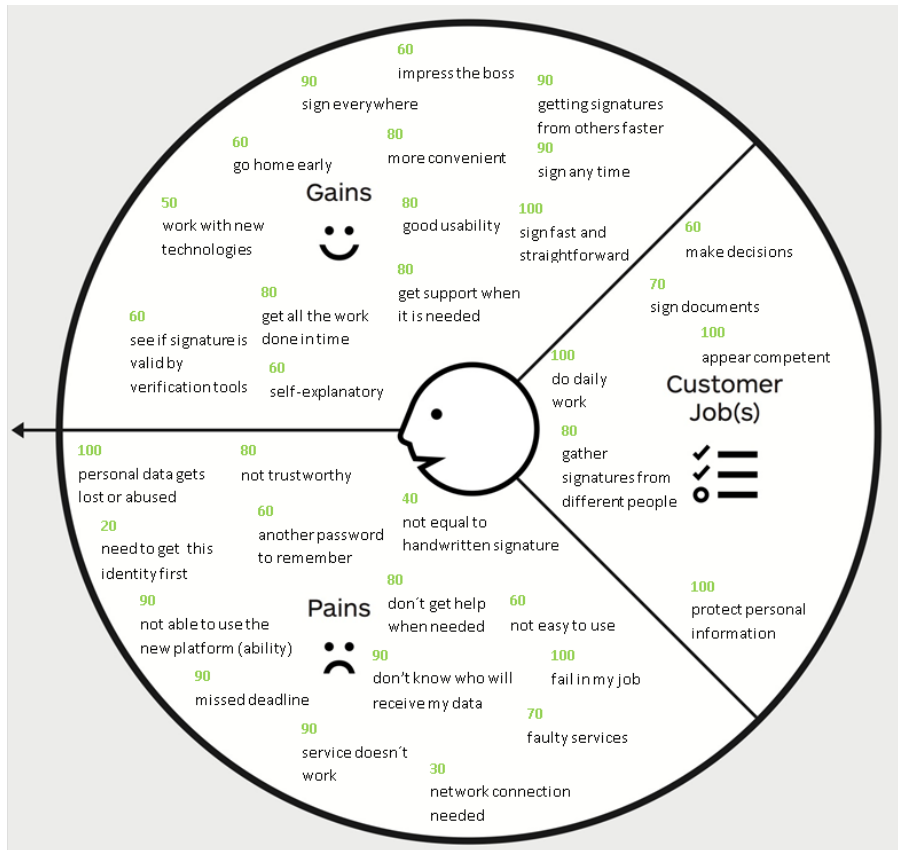 60
impress the boss
90
sign everywhere
90
getting signatures
from others faster
60
go home early
80
more convenient
90
sign any time
Gains
50
work with new
technologies
80
good usability
100
sign fast and
straightforward
80
get support when
it is needed
80
get all the work
done in time
60
see if signature is
valid by
verification tools
60
self-explanatory
60
make decisions
70
sign documents
100
appear competent
100
do daily
work
Customer
Job(s)
80
gather
signatures from
different people
100
protect personal
information
100
personal data gets
lost or abused
80
not trustworthy
40
not equal to
handwritten signature
20
need to get this
identity first
60
another password
to remember
80
don´t get help
when needed
60
not easy to use
Pains
90
not able to use the
new platform (ability)
90
don't know who will
receive my data
100
fail in my job
90
missed deadline
70
faulty services
90
service doesn´t
work
30
network connection
needed